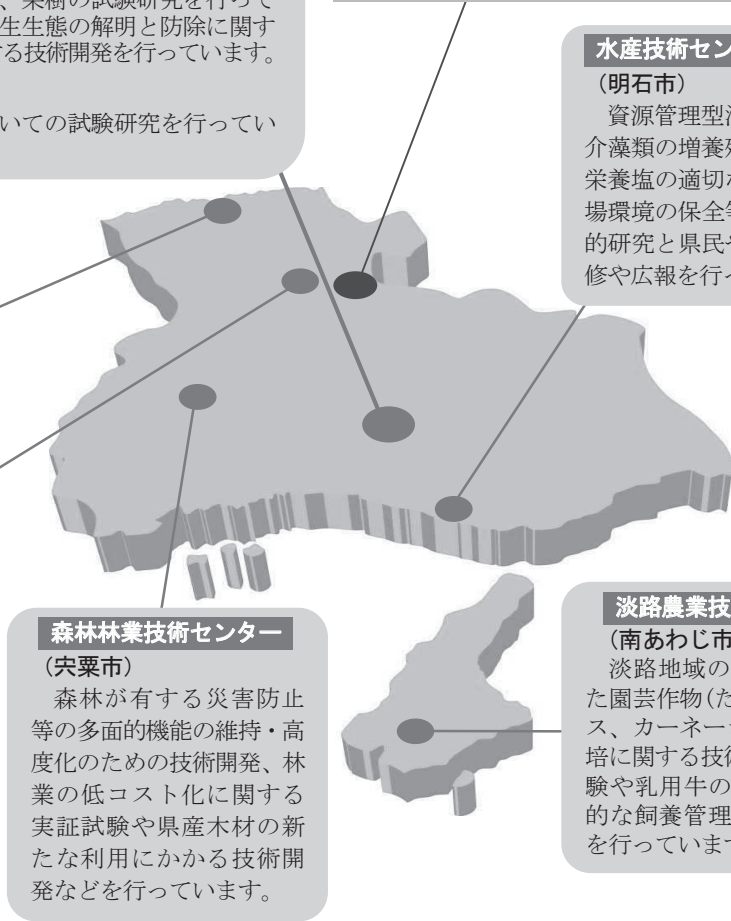 、果樹の試験研究を行って
生生態の解明と防除に関す
る技術開発を行っています。
いての試験研究を行ってい
水産技術セン
（明石市）
資源管理型
介藻類の増養
栄養塩の適切
場環境の保全
的研究と県民
修や広報を行
森林林業技術センター
（宍粟市）
森林が有する災害防止
等の多面的機能の維持・高
度化のための技術開発、林
業の低コスト化に関する
実証試験や県産木材の新
たな利用にかかる技術開
発などを行っています。
淡路農業技
（南あわじ市
淡路地域の
た園芸作物(た
ス、カーネー
培に関する技術
験や乳用牛の
的な飼養管理
を行っています